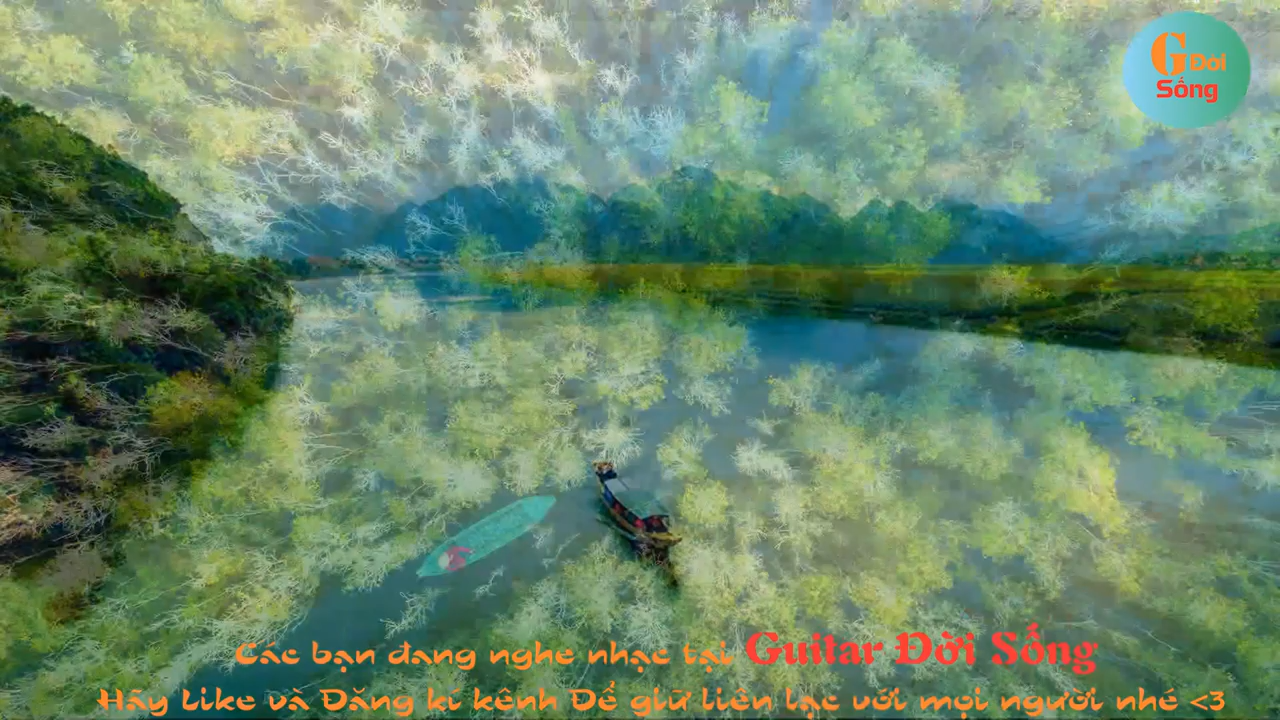 G Đời
Sống
Các bạn đang nghe nhạc tại Guitar Đời Sống
Hãy Like và Đăng kí kênh Để giữ liên lạc với mọi người nhé <3